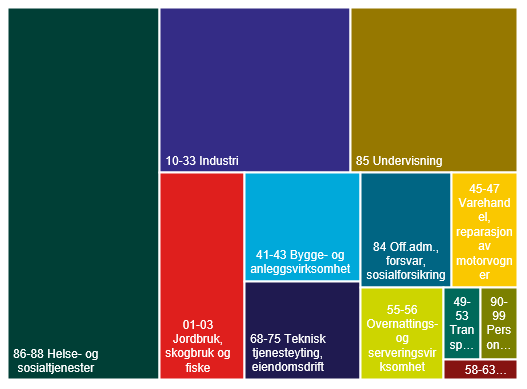 10-33 Industri
85 Undervisning
86-88 Helse- og
sosialtjenester
01-03
Jordbruk,
skogbruk og
fiske
41-43 Bygge- og
anleggsvirksomhet
68-75 Teknisk
tjenesteyting,
eiendomsdrift
84 Off.adm.,
forsvar,
sosialforsikring
45-47
Varehand
el,
reparasjon
av
motorvogn
er
55-56
Overnattings-
og
serveringsvir
ksomhet
49-
53
Tran
sp...
90-
99
Pers
on...
58-63...